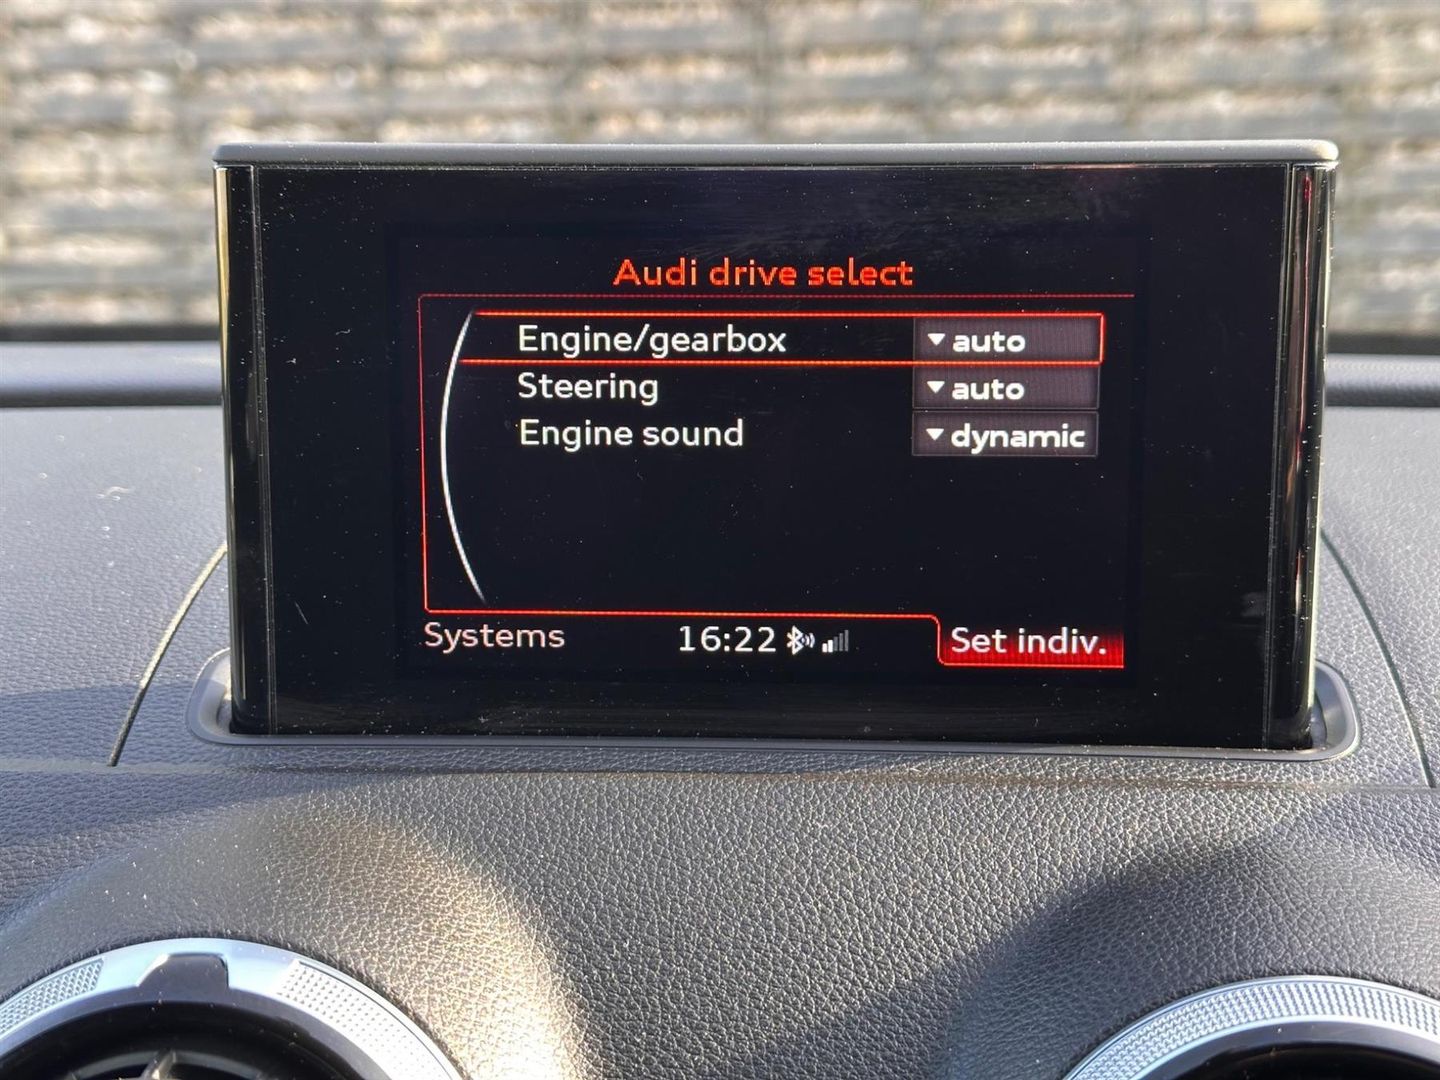 Audi drive select
Engine/gearbox ▼ auto
Steering ▼ auto
Engine sound ▼ dynamic
Systems 16:22 Set indiv.